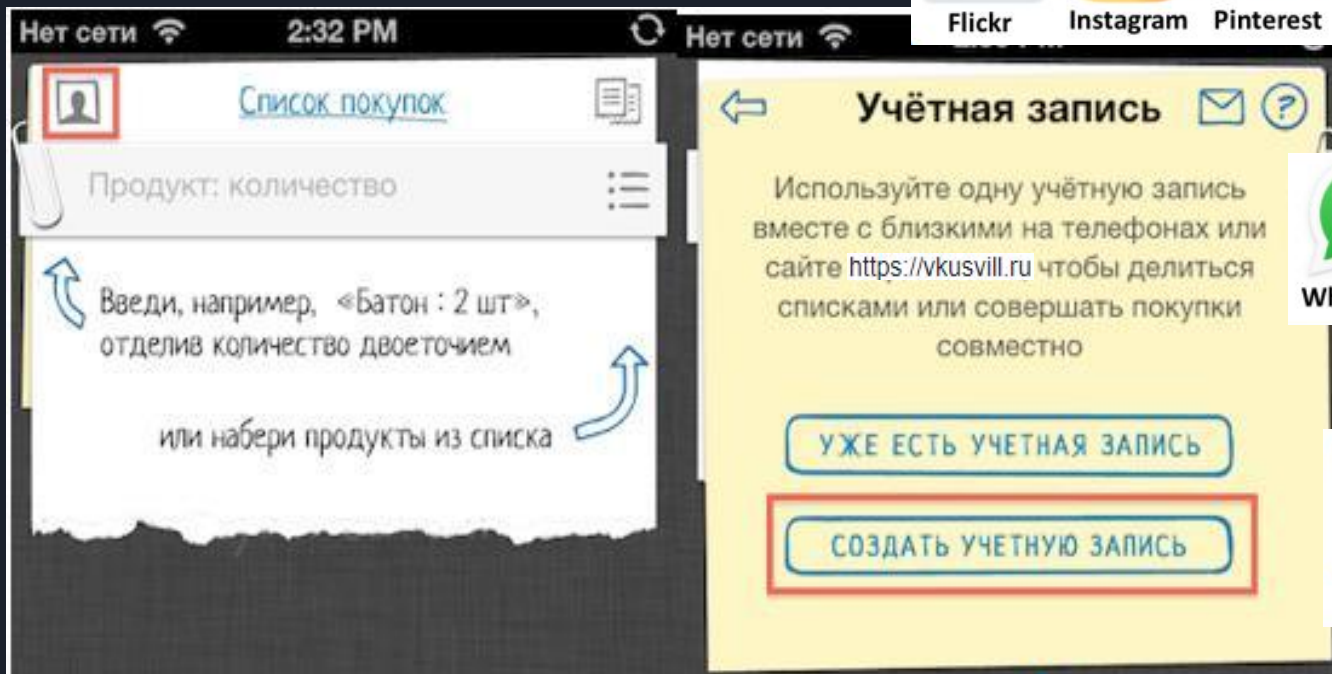 Нет сети 2:32 PM
Список покупок
Продукт: количество
Введи, например, «Батон : 2 шт»,
отделив количество двоеточием
или набери продукты из списка
Flickr Instagram Pinterest
Нет сети
Учётная запись ?
Используйте одну учётную запись
вместе с близкими на телефонах или
сайте https://vkusvill.ru чтобы делиться
списками или совершать покупки
совместно
УЖЕ ЕСТЬ УЧЕТНАЯ ЗАПИСЬ
СОЗДАТЬ УЧЕТНУЮ ЗАПИСЬ